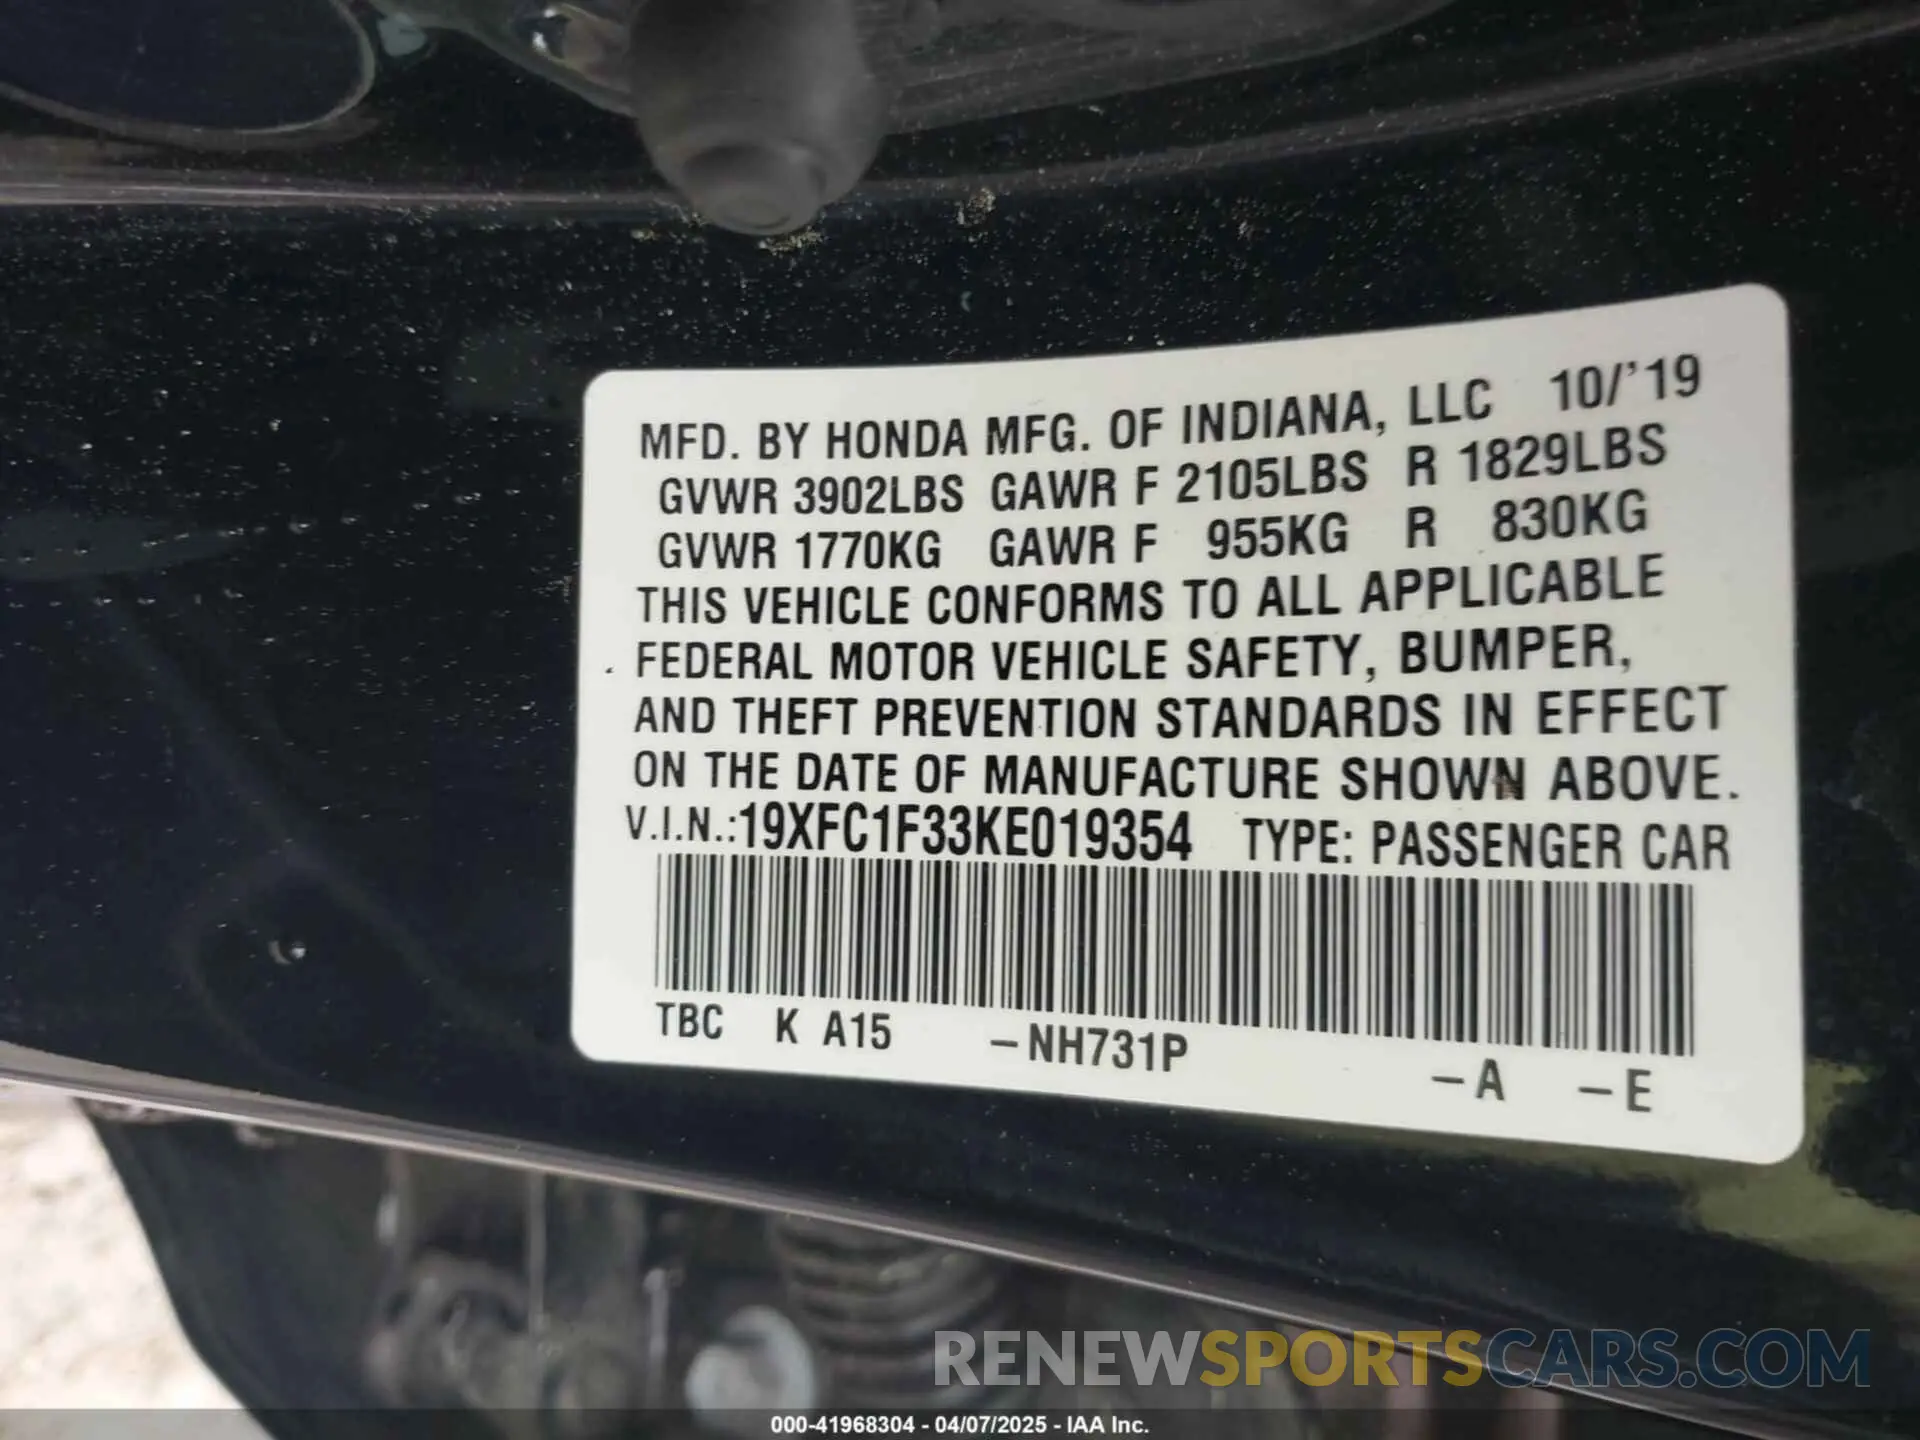 MFD. BY HONDA MFG. OF INDIANA, LLC 10/'19
GVWR 3902LBS GAWR F 2105LBS R 1829LBS
GVWR 1770KG GAWR F 955KG R 830KG
THIS VEHICLE CONFORMS TO ALL APPLICABLE
FEDERAL MOTOR VEHICLE SAFETY, BUMPER,
AND THEFT PREVENTION STANDARDS IN EFFECT
ON THE DATE OF MANUFACTURE SHOWN ABOVE.
V.I.N.:19XFC1F33KE019354 TYPE: PASSENGER CAR
TBC K A15 –NH731P –A –E
RENEWSPORTSCARS.COM
000-41968304 - 04/07/2025 - IAA Inc.